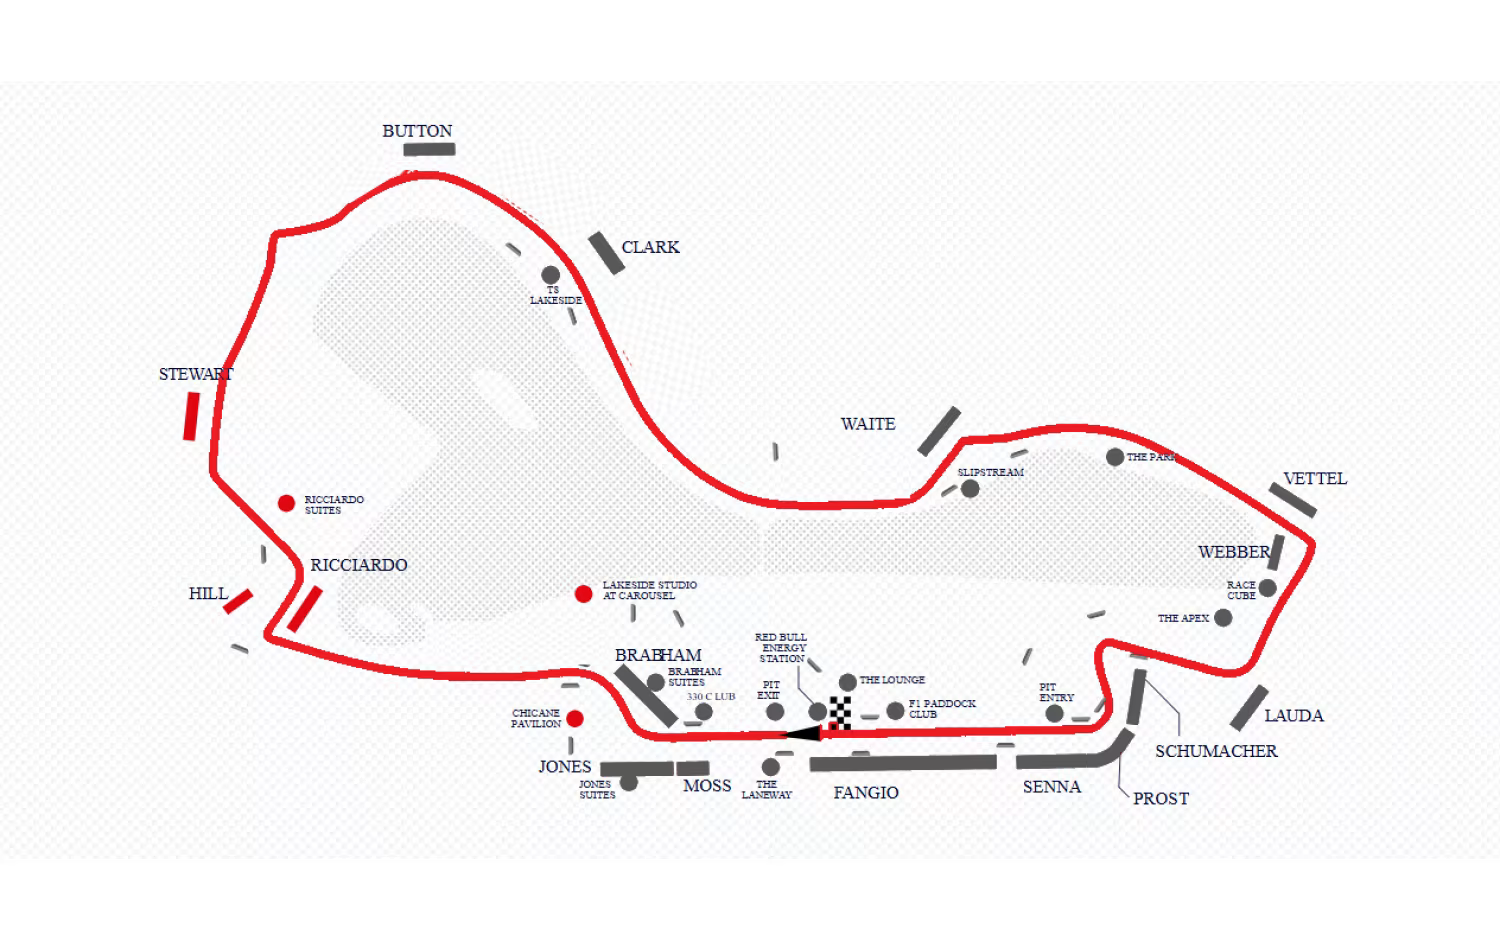 BUTTON
CLARK
T8
LAKESIDE
STEWART
WAITE
THE PARK
SLIPSTREAM
VETTEL
RICCIARDO
SUITES
WEBBER
RICCIARDO
HILL
LAKESIDE STUDIO
AT CAROUSEL
RACE
CUBE
THE APEX
RED BULL
ENERGY
STATION
BRABHAM
BRABHAM
SUITES
330 C LUB
PIT
EXIT
THE LOUNGE
F1 PADDOCK
CLUB
PIT
ENTRY
CHICANE
PAVILION
LAUDA
SCHUMACHER
JONES
JONES
SUITES
MOSS
THE
LANEWAY
FANGIO
SENNA
PROST